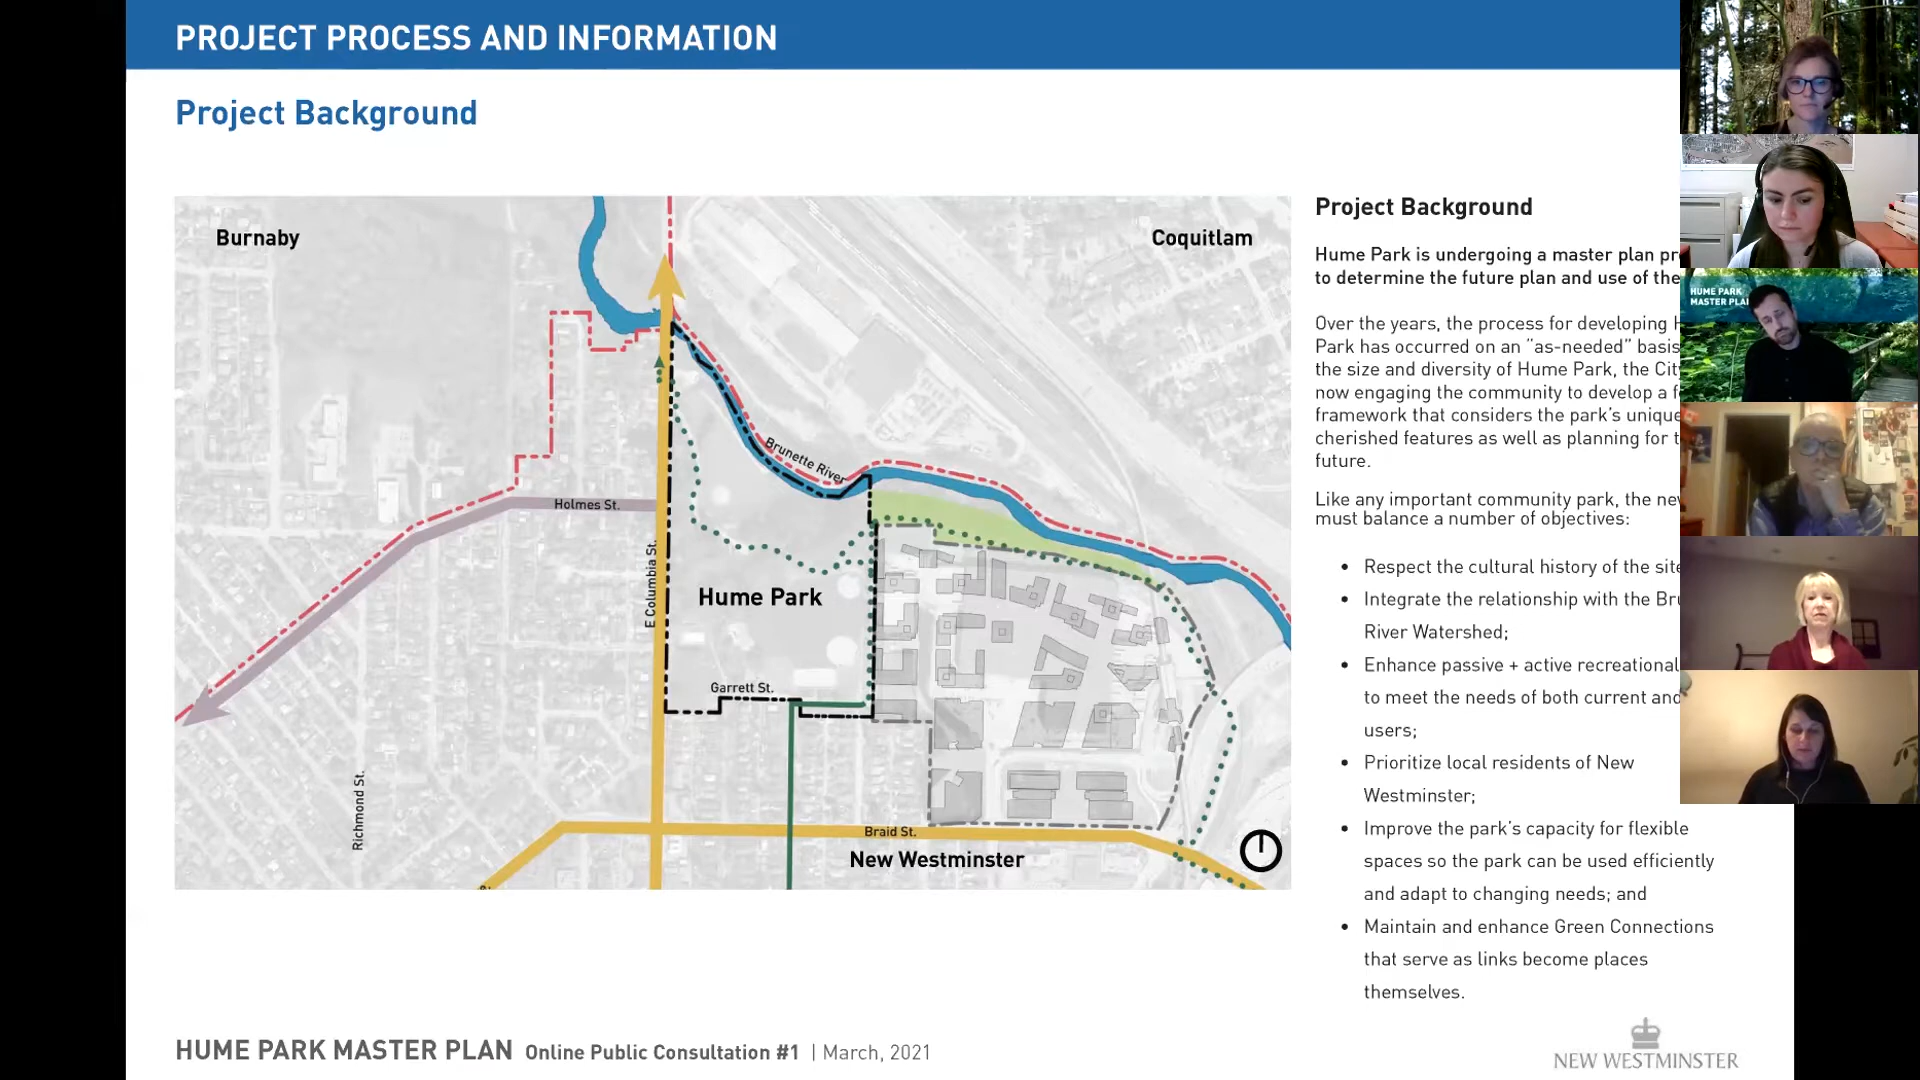 PROJECT PROCESS AND INFORMATION
Project Background
Burnaby
Coquitlam
Brunette River
Holmes St.
E Columbia St.
Hume Park
Garrett St.
Richmond St.
Braid St.
New Westminster
Project Background
Hume Park is undergoing a master plan
to determine the future plan and use of the
Over the years, the process for developing
Park has occurred on an “as-needed” basis
the size and diversity of Hume Park, the
now engaging the community to develop a
framework that considers the park’s unique
cherished features as well as planning for
future.
Like any important community park, the
must balance a number of objectives:
• Respect the cultural history of the
• Integrate the relationship with the
River Watershed;
• Enhance passive + active recreational
to meet the needs of both current and
users;
• Prioritize local residents of New
Westminster;
• Improve the park’s capacity for flexible
spaces so the park can be used efficiently
and adapt to changing needs; and
• Maintain and enhance Green Connections
that serve as links become places
themselves.
HUME PARK
MASTER
HUME PARK MASTER PLAN Online Public Consultation #1 | March, 2021
NEW WESTMINSTER